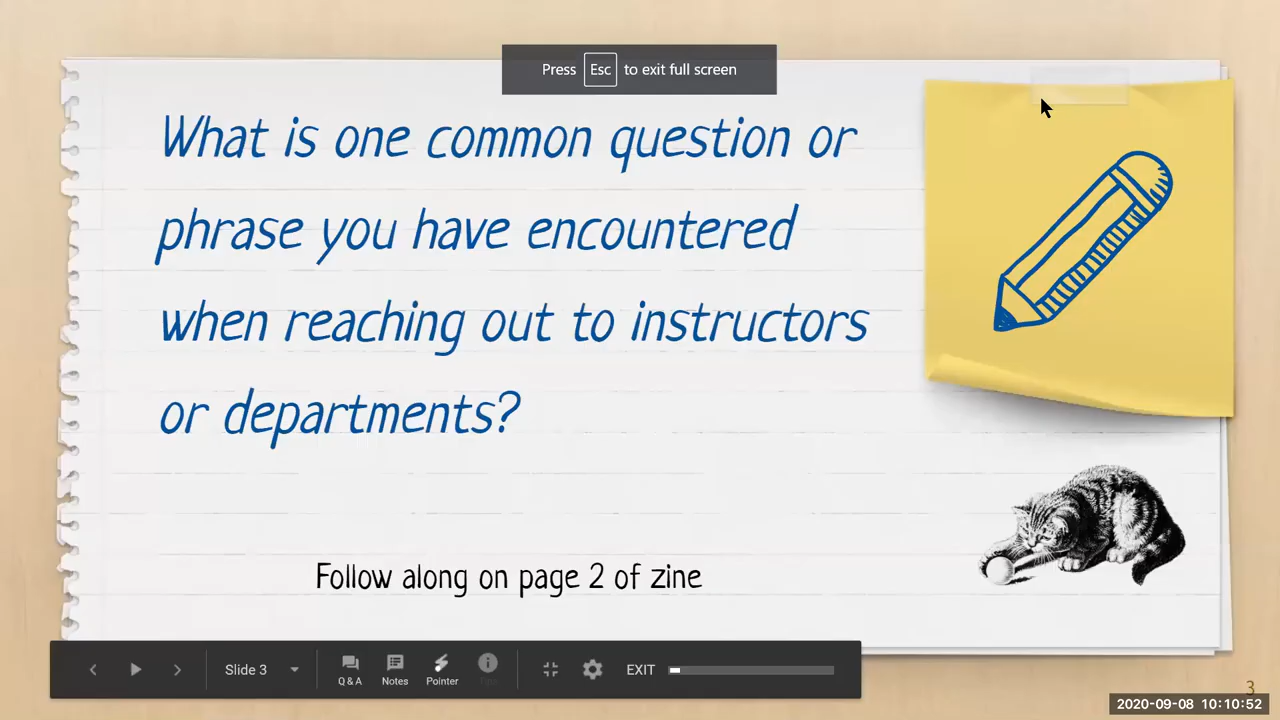 Press Esc to exit full screen
What is one common question or
phrase you have encountered
when reaching out to instructors
or departments?
Follow along on page 2 of zine
Slide 3
Q & A
Notes
Pointer
EXIT
3
2020-09-08 10:10:52